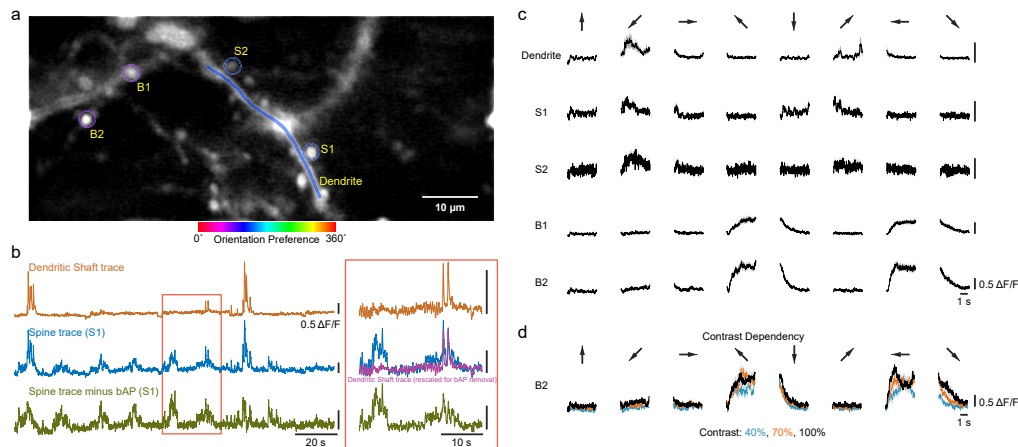 a
S2
B1
B2
S1
Dendrite
10 µm
0˚
360˚
Orientation Preference
b
Dendritic Shaft trace
0.5 ΔF/F
Spine trace (S1)
Dendritic Shaft trace (rescaled for bAP removal)
Spine trace minus bAP (S1)
20 s
10 s
c
Dendrite
S1
S2
B1
B2
0.5 ΔF/F
1 s
d
Contrast Dependency
B2
0.5 ΔF/F
1 s
Contrast: 40%, 70%, 100%